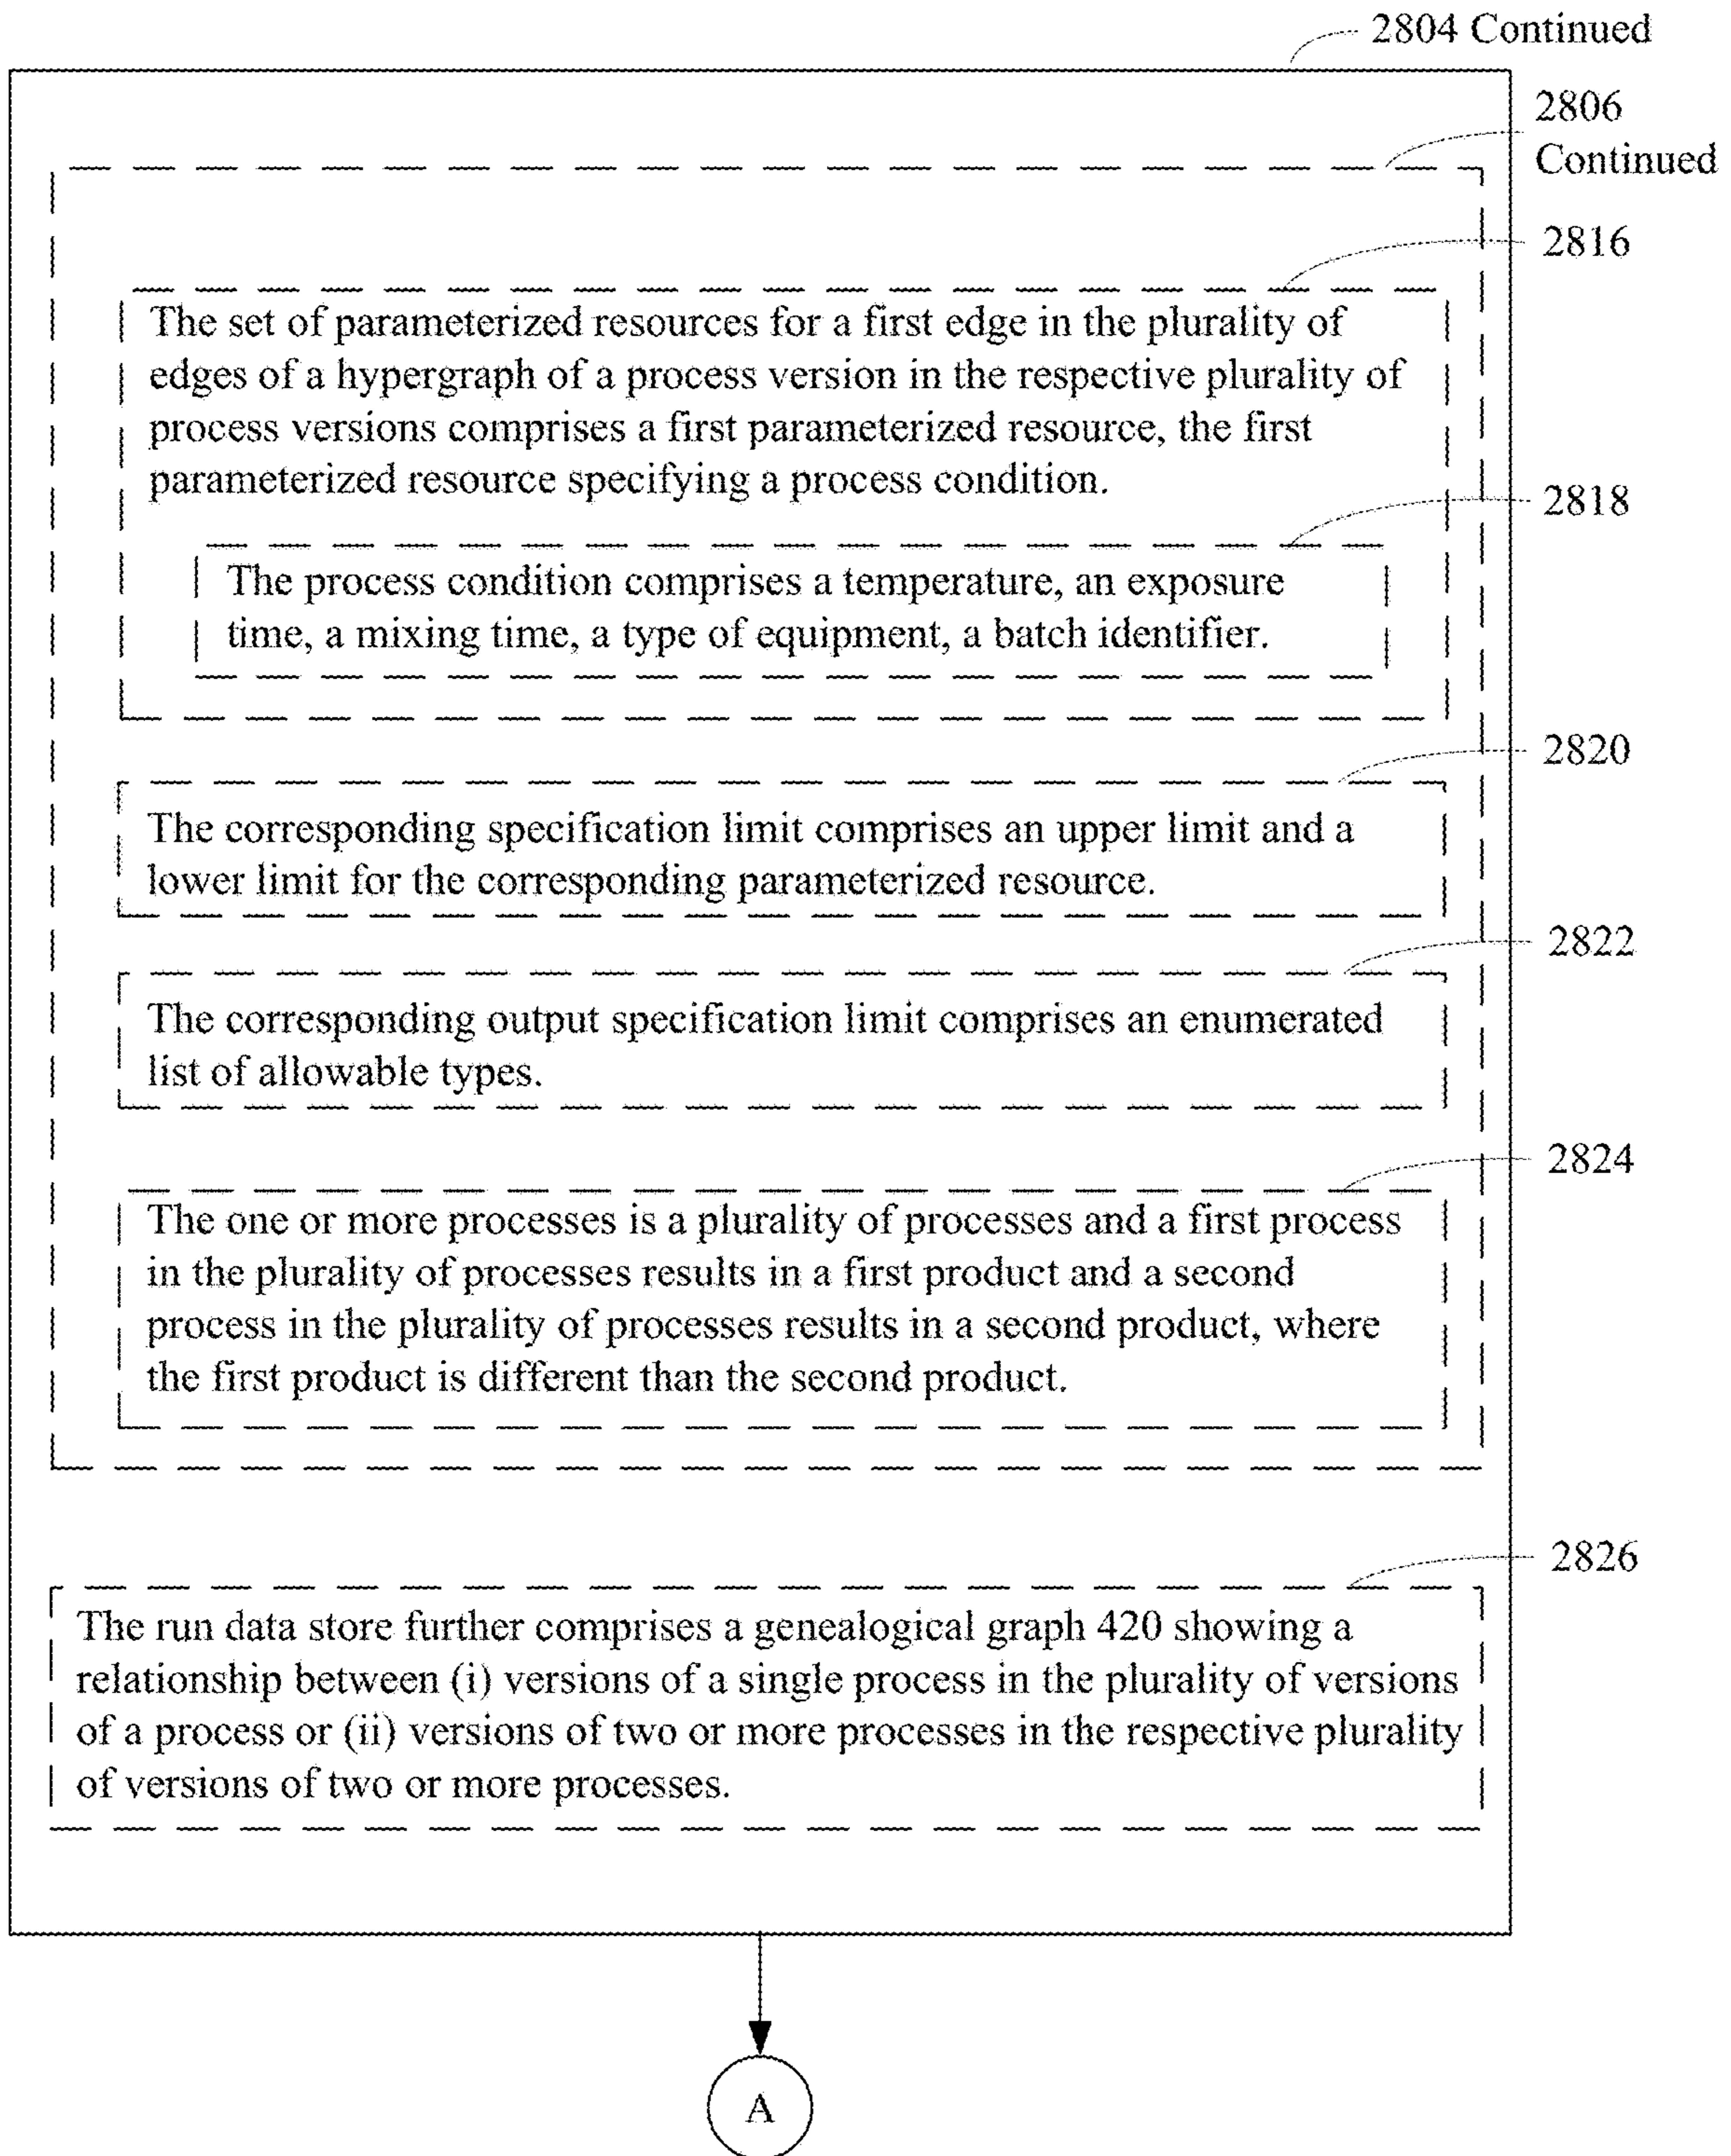 2804 Continued
2806
Continued
2816
The set of parameterized resources for a first edge in the plurality of
edges of a hypergraph of a process version in the respective plurality of
process versions comprises a first parameterized resource, the first
parameterized resource specifying a process condition.
2818
The process condition comprises a temperature, an exposure
time, a mixing time, a type of equipment, a batch identifier.
2820
The corresponding specification limit comprises an upper limit and a
lower limit for the corresponding parameterized resource.
2822
The corresponding output specification limit comprises an enumerated
list of allowable types.
2824
The one or more processes is a plurality of processes and a first process
in the plurality of processes results in a first product and a second
process in the plurality of processes results in a second product, where
the first product is different than the second product.
2826
The run data store further comprises a genealogical graph 420 showing a
relationship between (i) versions of a single process in the plurality of versions
of a process or (ii) versions of two or more processes in the respective plurality
of versions of two or more processes.
A